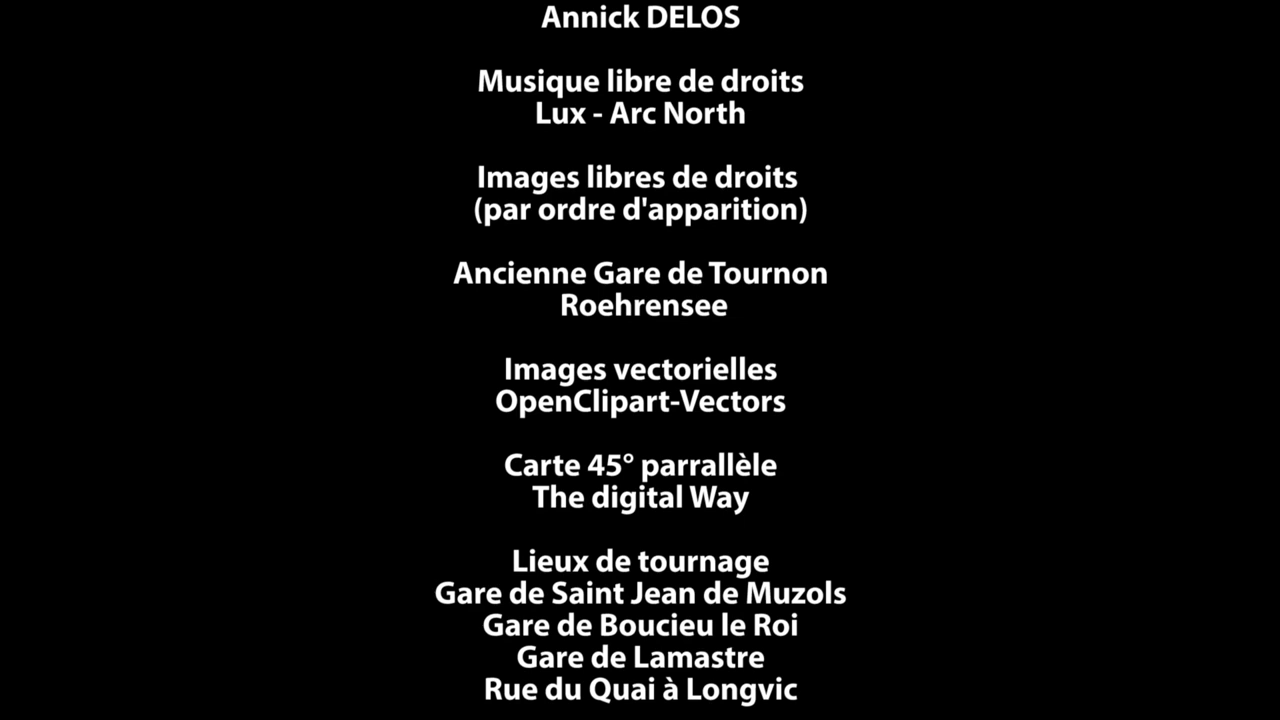 Annick DELOS
Musique libre de droits
Lux - Arc North
Images libres de droits
(par ordre d'apparition)
Ancienne Gare de Tournon
Roehrensee
Images vectorielles
OpenClipart-Vectors
Carte 45° parrallèle
The digital Way
Lieux de tournage
Gare de Saint Jean de Muzols
Gare de Boucieu le Roi
Gare de Lamastre
Rue du Quai à Longvic